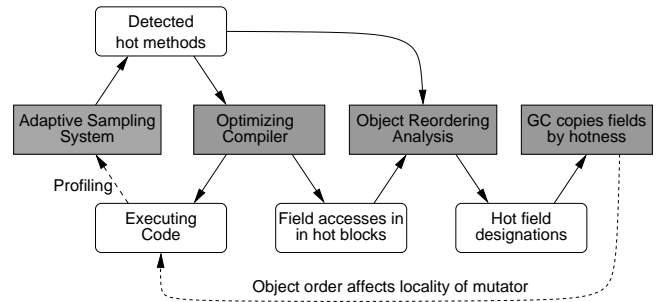 Detected
hot methods
Adaptive Sampling
System
Optimizing
Compiler
Object Reordering
Analysis
GC copies fields
by hotness
Profiling
Executing
Code
Field accesses in
in hot blocks
Hot field
designations
Object order affects locality of mutator